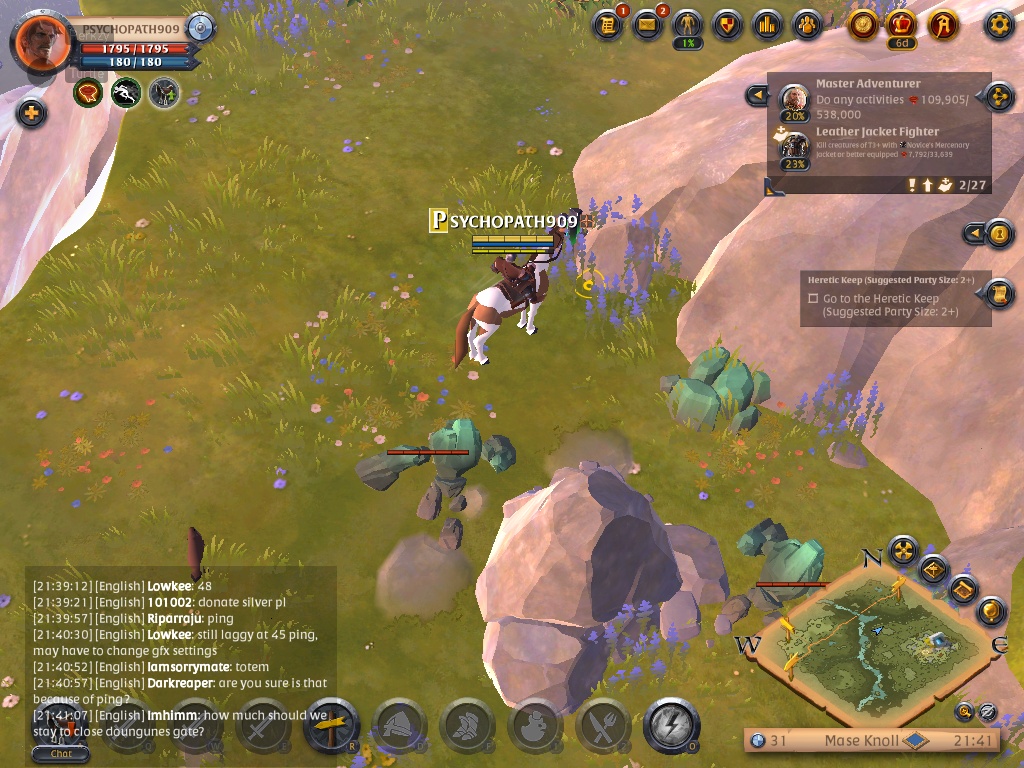 PSYCHOPATH909
1795 / 1795
180 / 180
1
2
1%
6d
Master Adventurer
Do any activities 109,905/
538,000
20%
Leather Jacket Fighter
Kill creatures of T3+ with Novice's Mercenary
Jacket or better equipped 7,792/33,639
23%
2/27
PSYCHOPATH909
Heretic Keep (Suggested Party Size: 2+)
Go to the Heretic Keep
(Suggested Party Size: 2+)
[21:39:12] [English] Lowkee: 48
[21:39:21] [English] 101002: donate silver pl
[21:39:57] [English] Riparraju: ping
[21:40:30] [English] Lowkee: still laggy at 45 ping,
may have to change gfx settings
[21:40:52] [English] Iamsorrymate: totem
[21:40:57] [English] Darkreaper: are you sure is that
because of ping?
[21:41:07] [English] Imhimm: how much should we
stay to close doungunes gate?
Chat
R
O
N
W
E
31
Mase Knoll
21:41